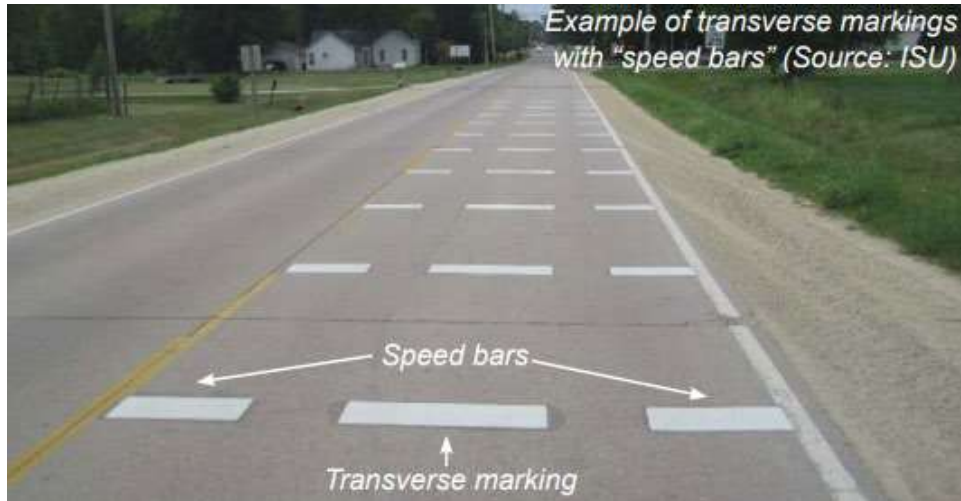 Example of transverse markings
with “speed bars” (Source: ISU)
Speed bars
Transverse marking